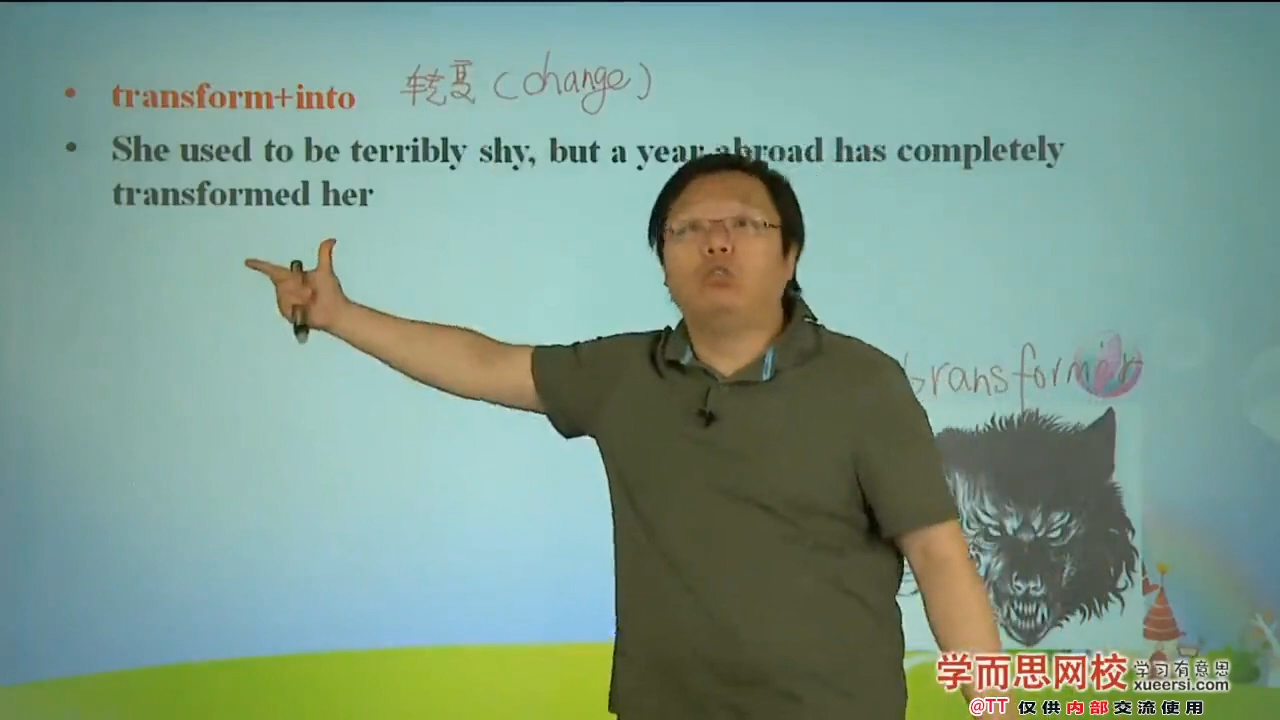 transform+into 转复 (change)
She used to be terribly shy, but a year abroad has completely
transformed her
transformer
学而思网校 学习有意思
xueersi.com
@TT 仅供内部交流使用